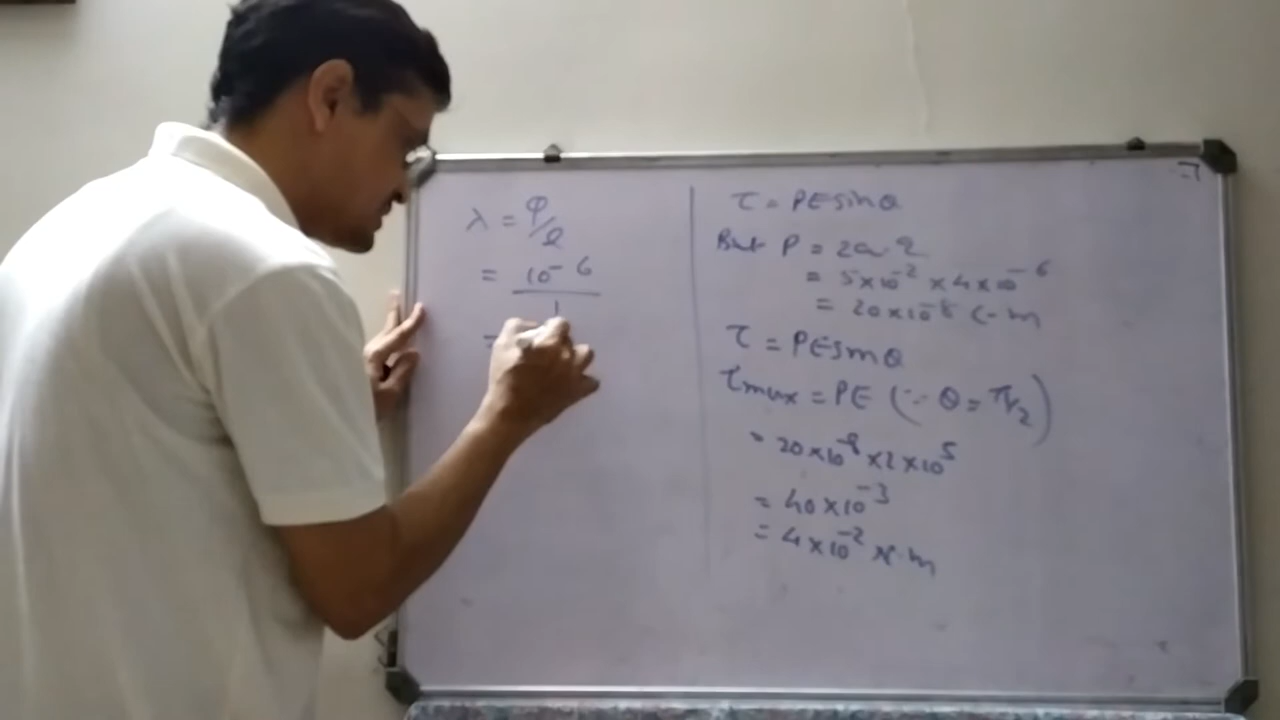 λ = φ/l
= 10⁻⁶
1
=
τ = PE sinθ
But P = 2a q
= 5×10⁻² × 4×10⁻⁶
= 20×10⁻⁸ C-m
τ = PE sinθ
τmax = PE (∵ θ = π/2)
= 20×10⁻⁸ × 2×10⁵
= 40×10⁻³
= 4×10⁻² N·m